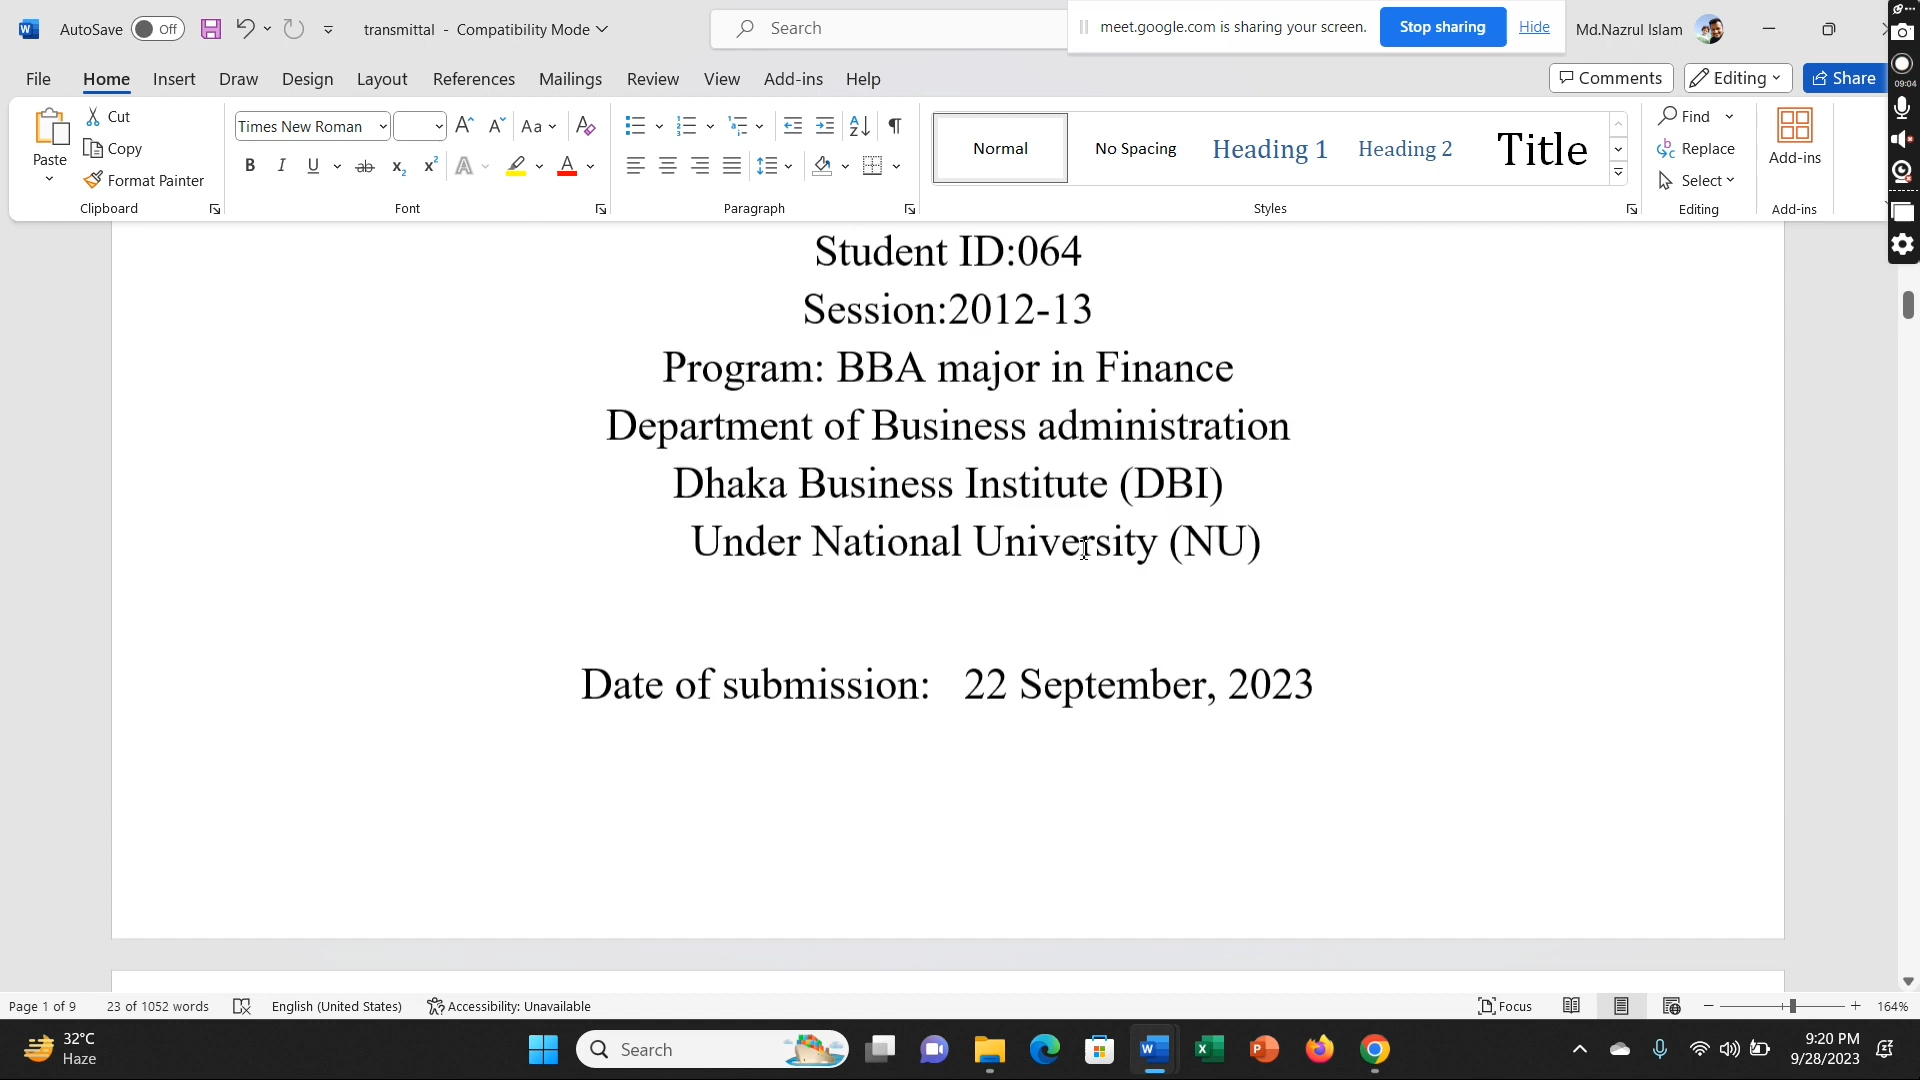 AutoSave Off transmittal - Compatibility Mode Search meet.google.com is sharing your screen. Stop sharing Hide Md.Nazrul Islam
File Home Insert Draw Design Layout References Mailings Review View Add-ins Help Comments Editing Share
09:04
Paste Cut
Copy
Format Painter
Clipboard
Times New Roman
Aa
B I U ab x₂ x² A A
Font
Paragraph
Normal No Spacing Heading 1 Heading 2 Title
Styles
Find
Replace
Select
Editing
Add-ins
Add-ins
Student ID:064
Session:2012-13
Program: BBA major in Finance
Department of Business administration
Dhaka Business Institute (DBI)
Under National University (NU)
Date of submission: 22 September, 2023
Page 1 of 9 23 of 1052 words English (United States) Accessibility: Unavailable Focus 164%
32°C
Haze
Search
9:20 PM
9/28/2023